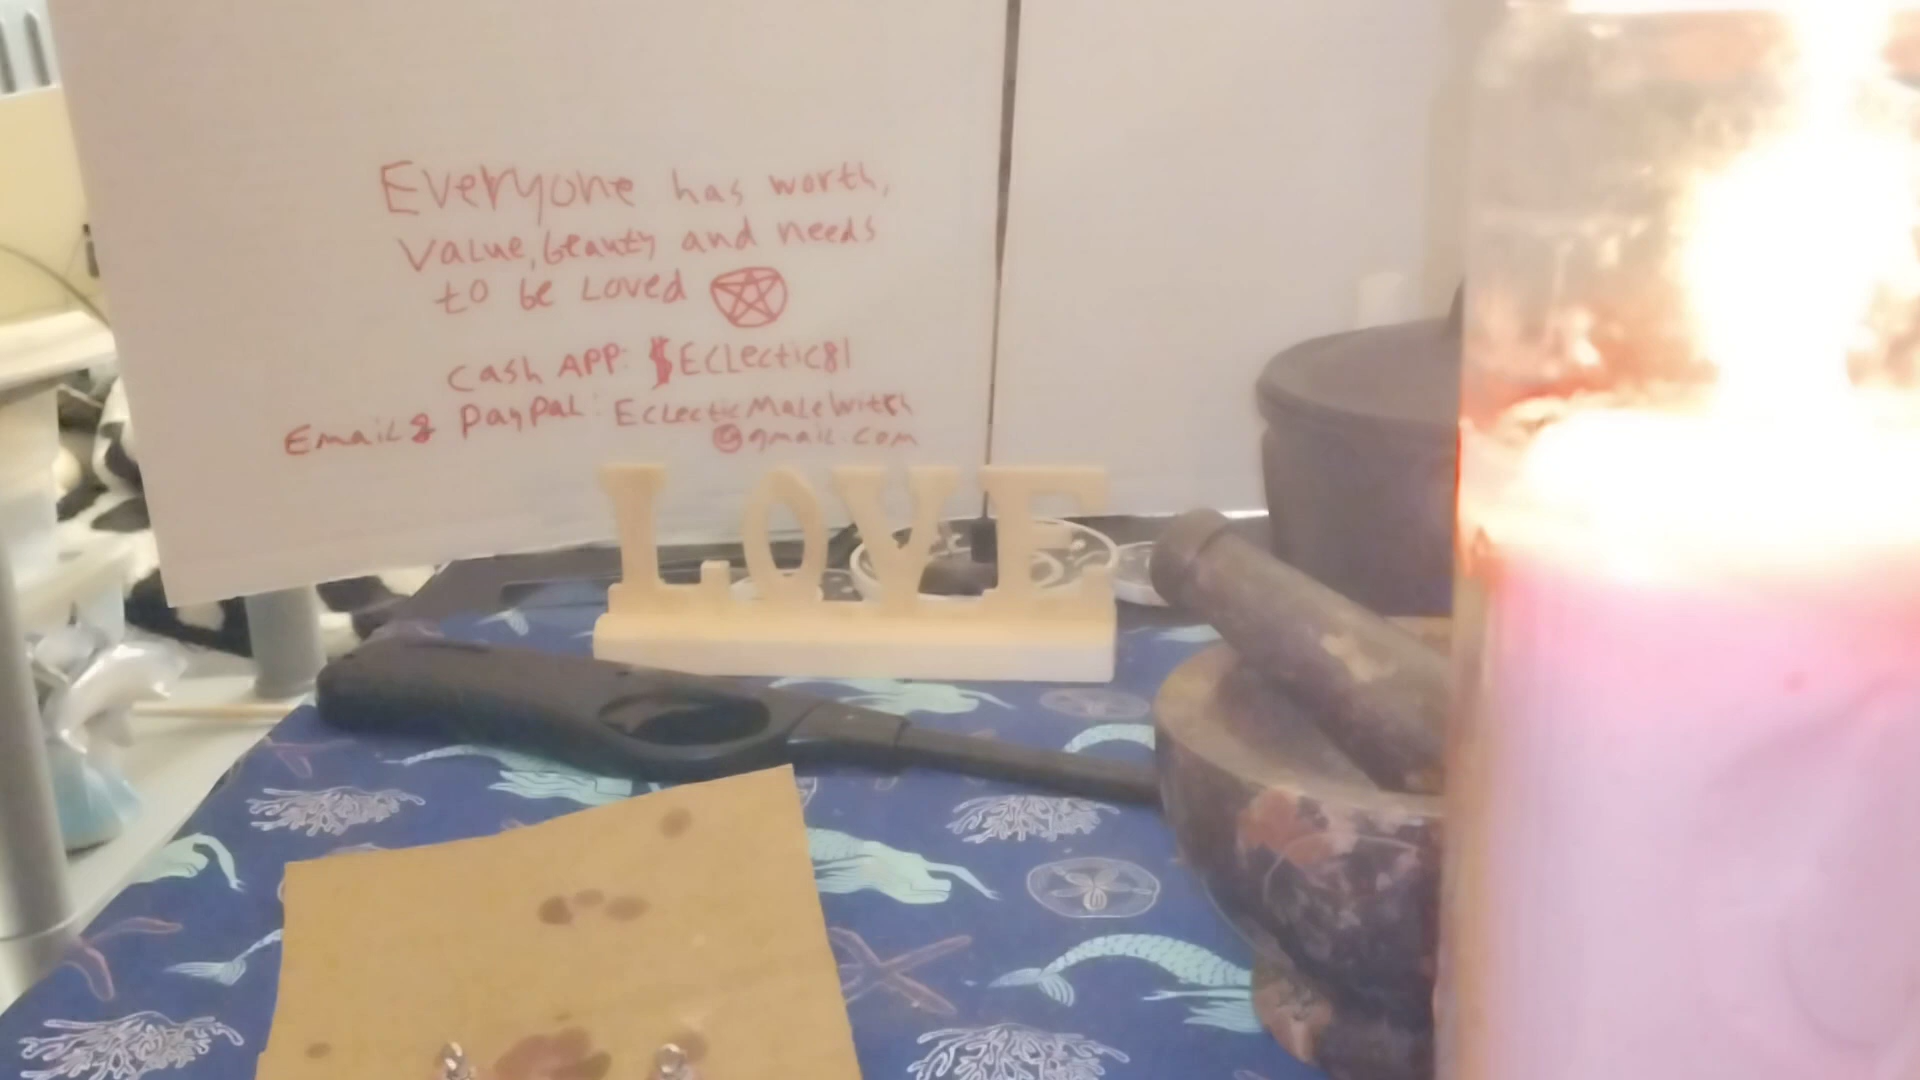 Everyone has worth,
value, beauty and needs
to be Loved
Cash APP: $Eclectic81
Email & PayPal: EclecticMaleWitch
@gmail.com
LOVE